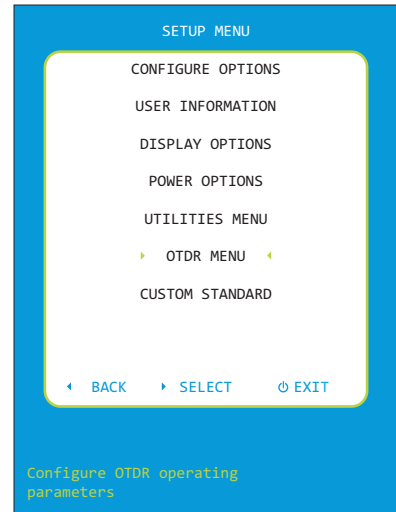 SETUP MENU
CONFIGURE OPTIONS
USER INFORMATION
DISPLAY OPTIONS
POWER OPTIONS
UTILITIES MENU
OTDR MENU
CUSTOM STANDARD
BACK SELECT EXIT
Configure OTDR operating
parameters